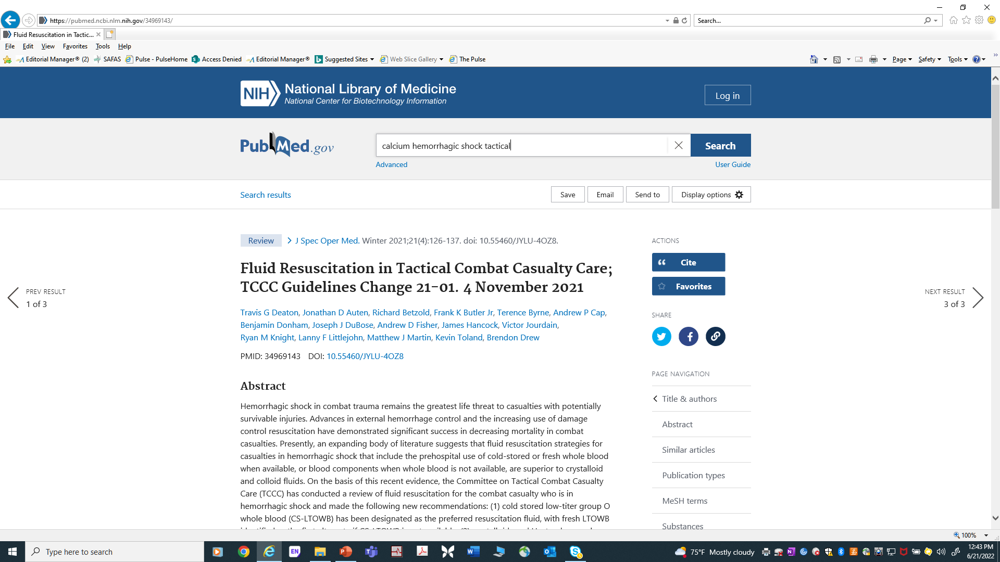 https://pubmed.ncbi.nlm.nih.gov/34969143/
Search...
Fluid Resuscitation in Tactic...
File Edit View Favorites Tools Help
Editorial Manager® (2) SAFAS Pulse - PulseHome Access Denied Editorial Manager® Suggested Sites Web Slice Gallery The Pulse
Page Safety Tools
NIH National Library of Medicine
National Center for Biotechnology Information
Log in
PubMed.gov
calcium hemorrhagic shock tactical
Search
Advanced
User Guide
Search results
Save Email Send to Display options
Review J Spec Oper Med. Winter 2021;21(4):126-137. doi: 10.55460/JYLU-4OZ8.
Fluid Resuscitation in Tactical Combat Casualty Care;
TCCC Guidelines Change 21-01. 4 November 2021
Travis G Deaton, Jonathan D Auten, Richard Betzold, Frank K Butler Jr, Terence Byrne, Andrew P Cap,
Benjamin Donham, Joseph J DuBose, Andrew D Fisher, James Hancock, Victor Jourdain,
Ryan M Knight, Lanny F Littlejohn, Matthew J Martin, Kevin Toland, Brendon Drew
PMID: 34969143 DOI: 10.55460/JYLU-4OZ8
Abstract
Hemorrhagic shock in combat trauma remains the greatest life threat to casualties with potentially
survivable injuries. Advances in external hemorrhage control and the increasing use of damage
control resuscitation have demonstrated significant success in decreasing mortality in combat
casualties. Presently, an expanding body of literature suggests that fluid resuscitation strategies for
casualties in hemorrhagic shock that include the prehospital use of cold-stored or fresh whole blood
when available, or blood components when whole blood is not available, are superior to crystalloid
and colloid fluids. On the basis of this recent evidence, the Committee on Tactical Combat Casualty
Care (TCCC) has conducted a review of fluid resuscitation for the combat casualty who is in
hemorrhagic shock and made the following new recommendations: (1) cold stored low-titer group O
whole blood (CS-LTOWB) has been designated as the preferred resuscitation fluid, with fresh LTOWB
PREV RESULT
1 of 3
NEXT RESULT
3 of 3
ACTIONS
Cite
Favorites
SHARE
PAGE NAVIGATION
Title & authors
Abstract
Similar articles
Publication types
MeSH terms
Substances
100%
Type here to search
EN
75°F Mostly cloudy
12:43 PM
6/21/2022